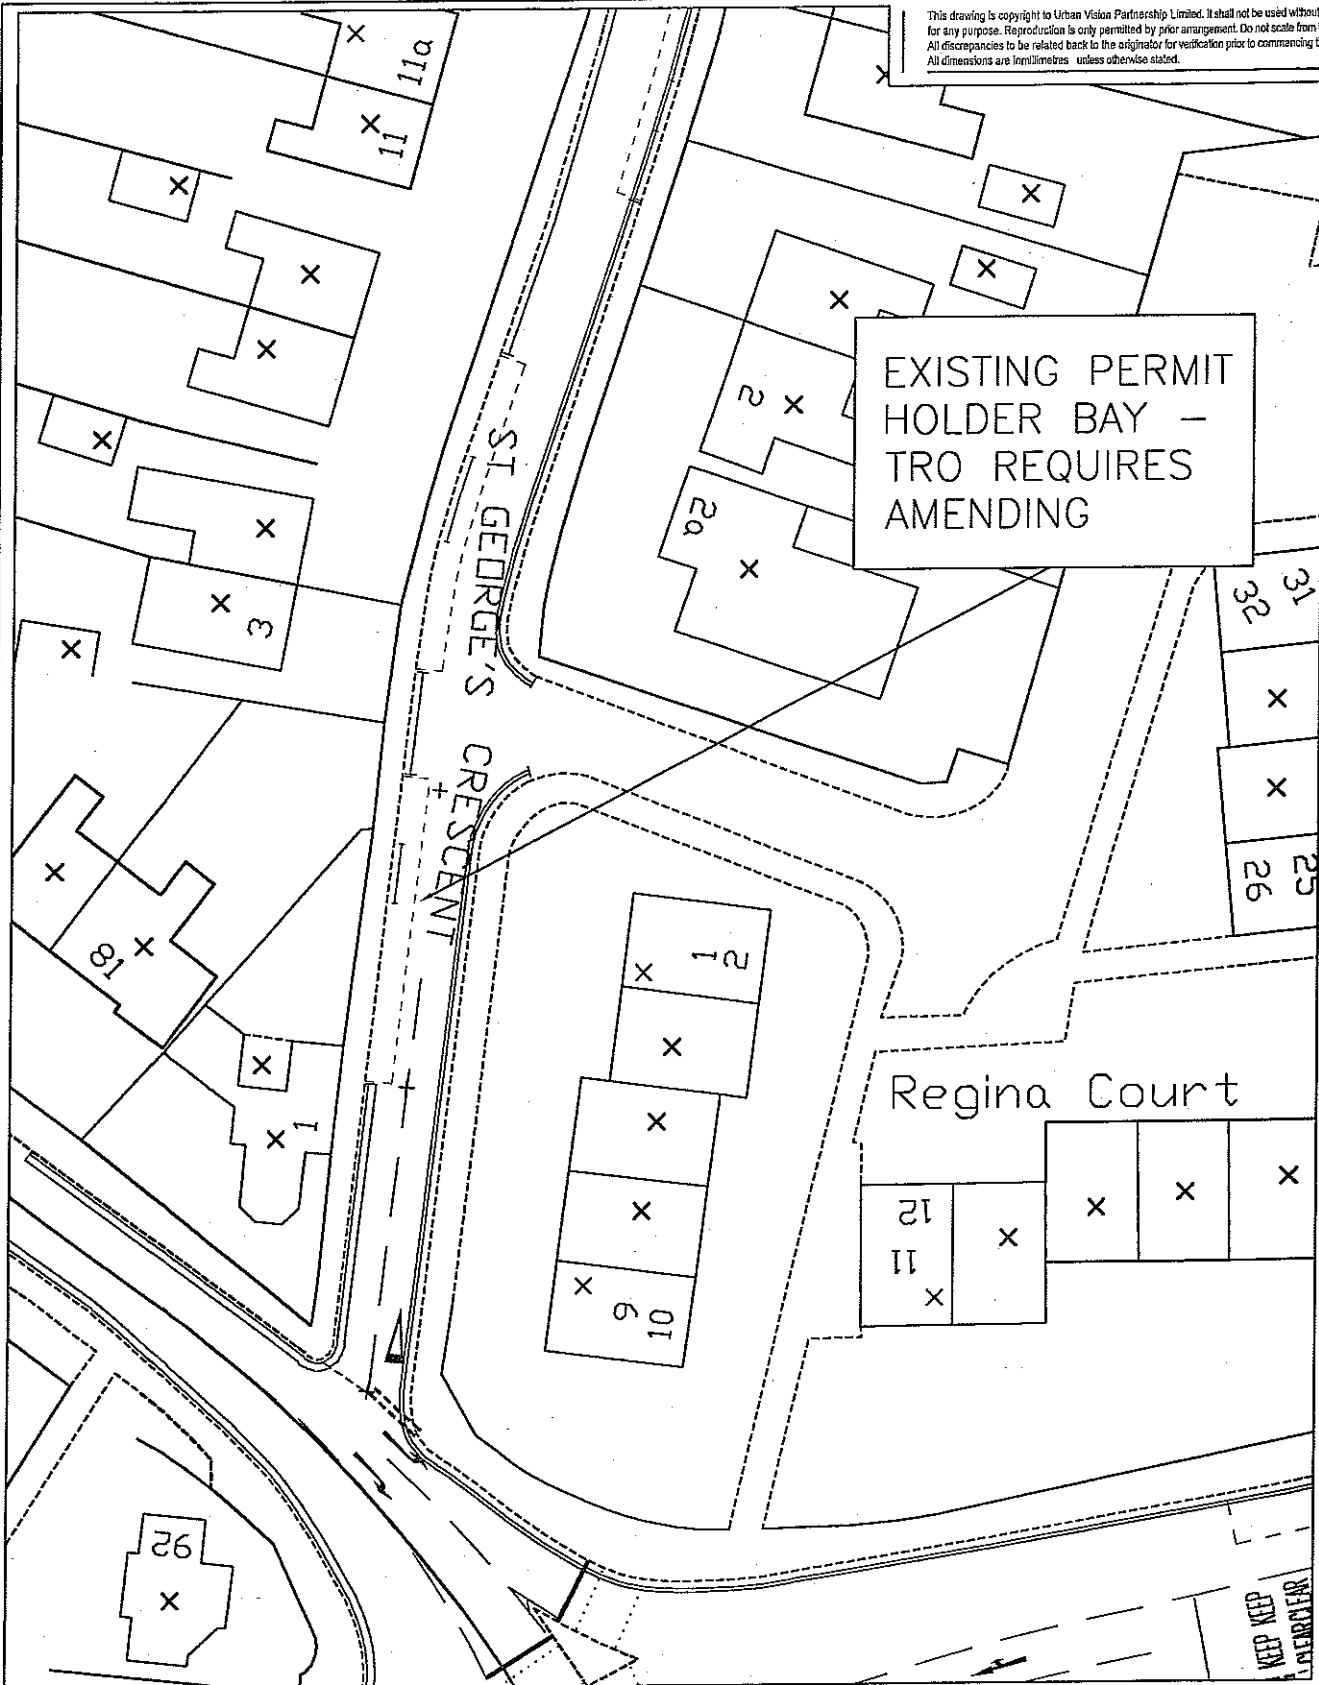 This drawing is copyright to Urban Vision Partnership Limited. It shall not be used without
for any purpose. Reproduction is only permitted by prior arrangement. Do not scale from
All discrepancies to be related back to the originator for verification prior to commencing
All dimensions are inmillimetres unless otherwise stated.
11a
11
EXISTING PERMIT
HOLDER BAY –
TRO REQUIRES
AMENDING
2
2a
ST GEORGE'S CRESCENT
3
31
32
25
26
81
1
2
1
Regina Court
12
11
9
10
92
KEEP KEEP
CLEAR CLEAR